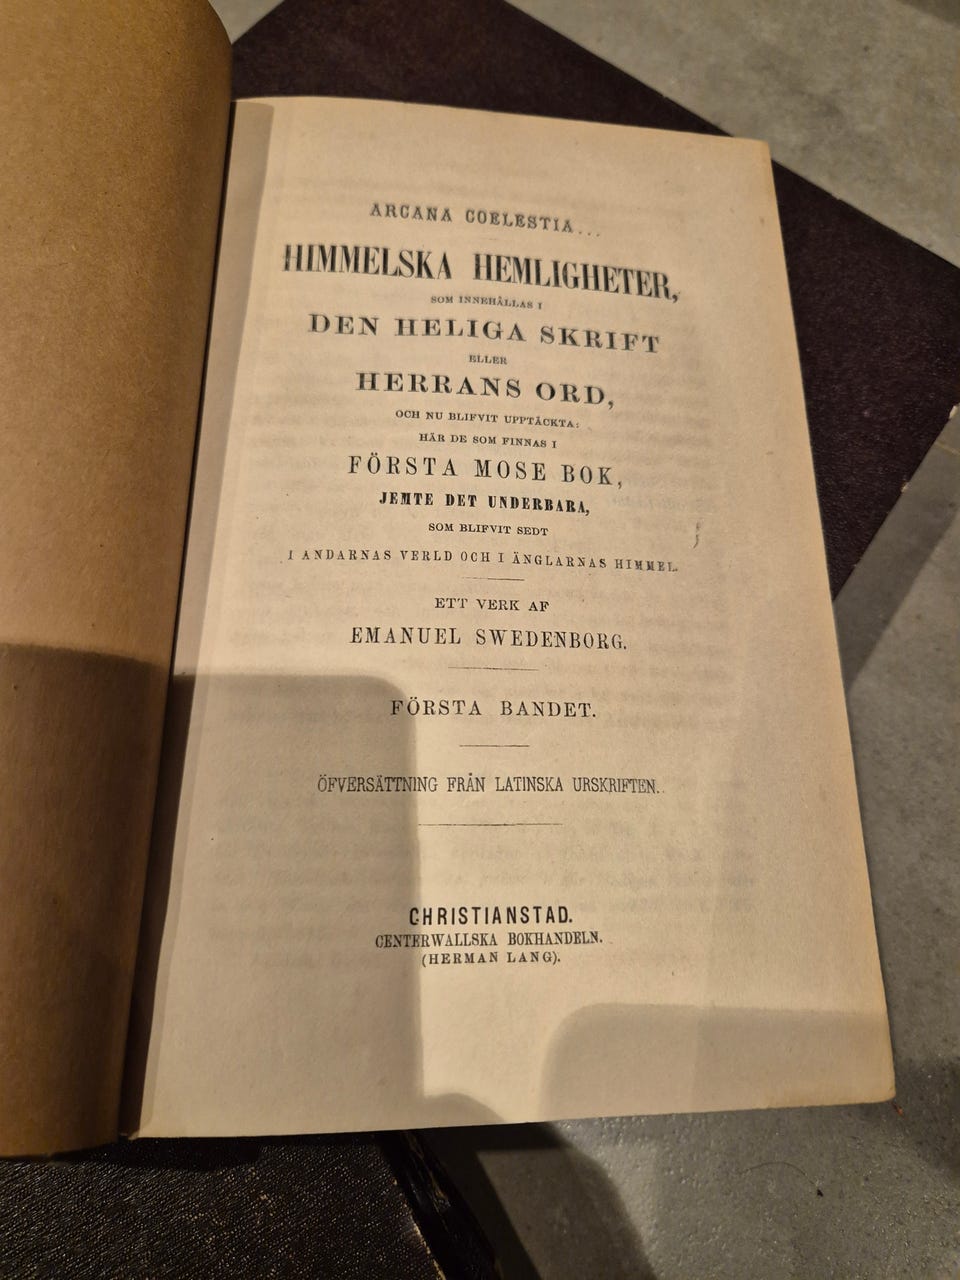 ARCANA COELESTIA...
HIMMELSKA HEMLIGHETER,
SOM INNEHÅLLAS I
DEN HELIGA SKRIFT
ELLER
HERRANS ORD,
OCH NU BLIFVIT UPPTÄCKTA:
HÄR DE SOM FINNAS I
FÖRSTA MOSE BOK,
JEMTE DET UNDERBARA,
SOM BLIFVIT SEDT
I ANDARNAS VERLD OCH I ÄNGLARNAS HIMMEL.
ETT VERK AF
EMANUEL SWEDENBORG.
FÖRSTA BANDET.
ÖFVERSÄTTNING FRÅN LATINSKA URSKRIFTEN.
CHRISTIANSTAD.
CENTERWALLSKA BOKHANDELN.
(HERMAN LANG).